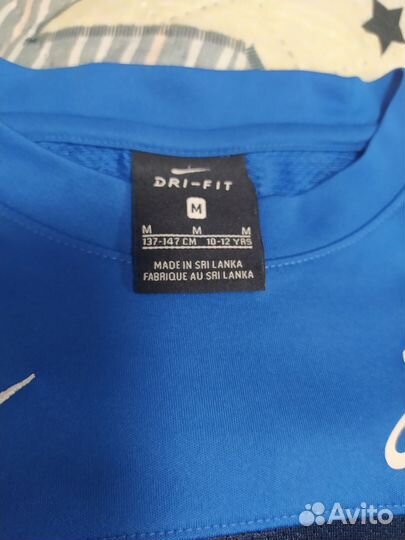 DRI-FIT
M
M M M
137-147 CM 10-12 YRS
MADE IN SRI LANKA
FABRIQUE AU SRI LANKA
Avito